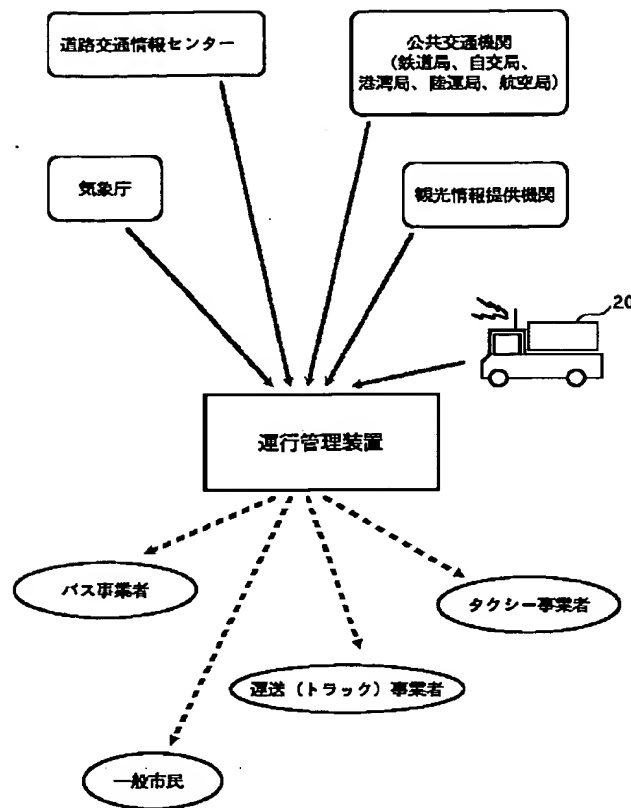 道路交通情報センター
公共交通機関
(鉄道局、自交局、
港湾局、陸運局、航空局)
気象庁
観光情報提供機関
20
運行管理装置
バス事業者
タクシー事業者
運送(トラック)事業者
一般市民